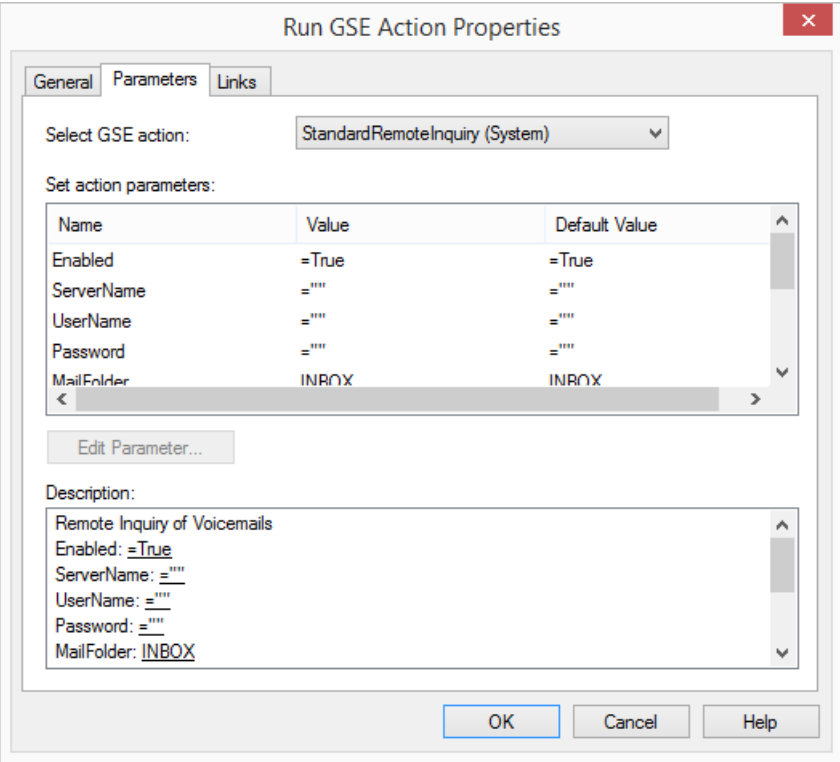 Run GSE Action Properties
General Parameters Links
Select GSE action: StandardRemoteInquiry (System)
Set action parameters:
Name Value Default Value
Enabled =True =True
ServerName ="" =""
UserName ="" =""
Password ="" =""
MailFolder INBOX INBOX
Edit Parameter...
Description:
Remote Inquiry of Voicemails
Enabled: =True
ServerName: =""
UserName: =""
Password: =""
MailFolder: INBOX
OK Cancel Help